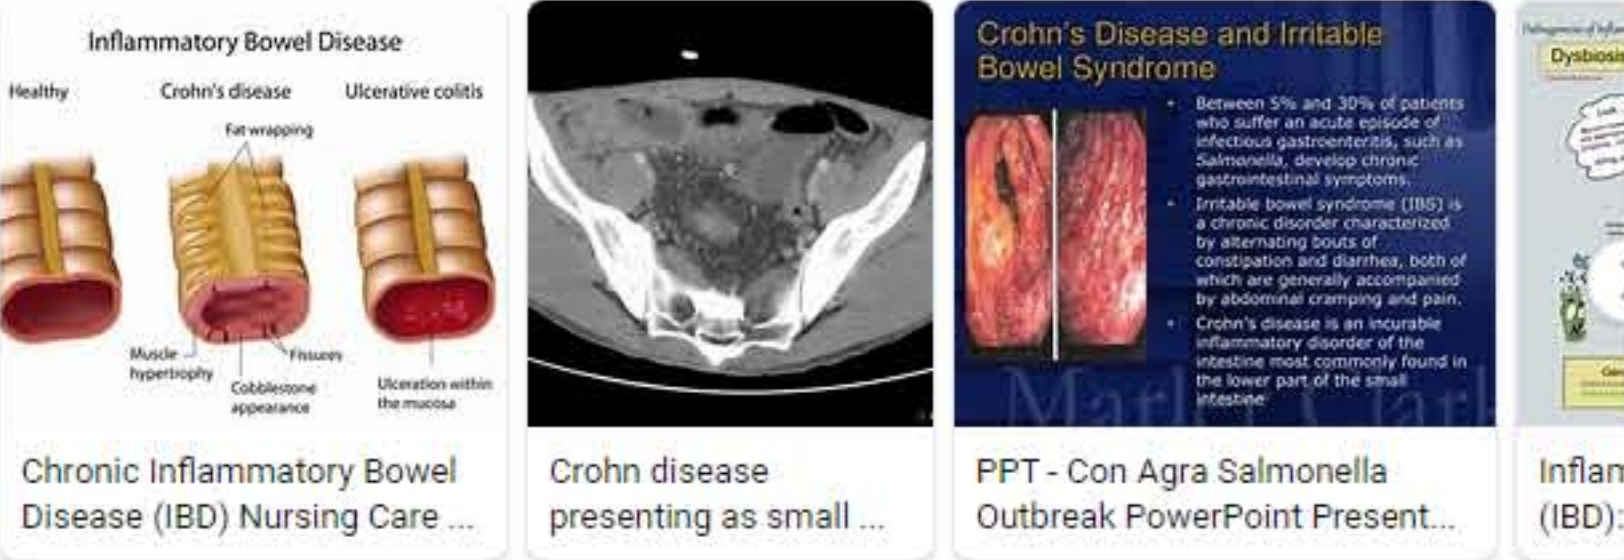 Inflammatory Bowel Disease
Healthy
Crohn's disease
Ulcerative colitis
Fat-wrapping
Muscle
hypertrophy
Fissures
Cobblestone
appearance
Ulceration within
the mucosa
Chronic Inflammatory Bowel
Disease (IBD) Nursing Care ...
Crohn disease
presenting as small ...
Crohn's Disease and Irritable
Bowel Syndrome
• Between 5% and 30% of patients
who suffer an acute episode of
infectious gastroenteritis, such as
Salmonella, develop chronic
gastrointestinal symptoms.
• Irritable bowel syndrome (IBS) is
a chronic disorder characterized
by alternating bouts of
constipation and diarrhea, both of
which are generally accompanied
by abdominal cramping and pain.
• Crohn's disease is an incurable
inflammatory disorder of the
intestine most commonly found in
the lower part of the small
intestine
Marler Clark
PPT - Con Agra Salmonella
Outbreak PowerPoint Present...
Dysbiosis
Inflam
(IBD):